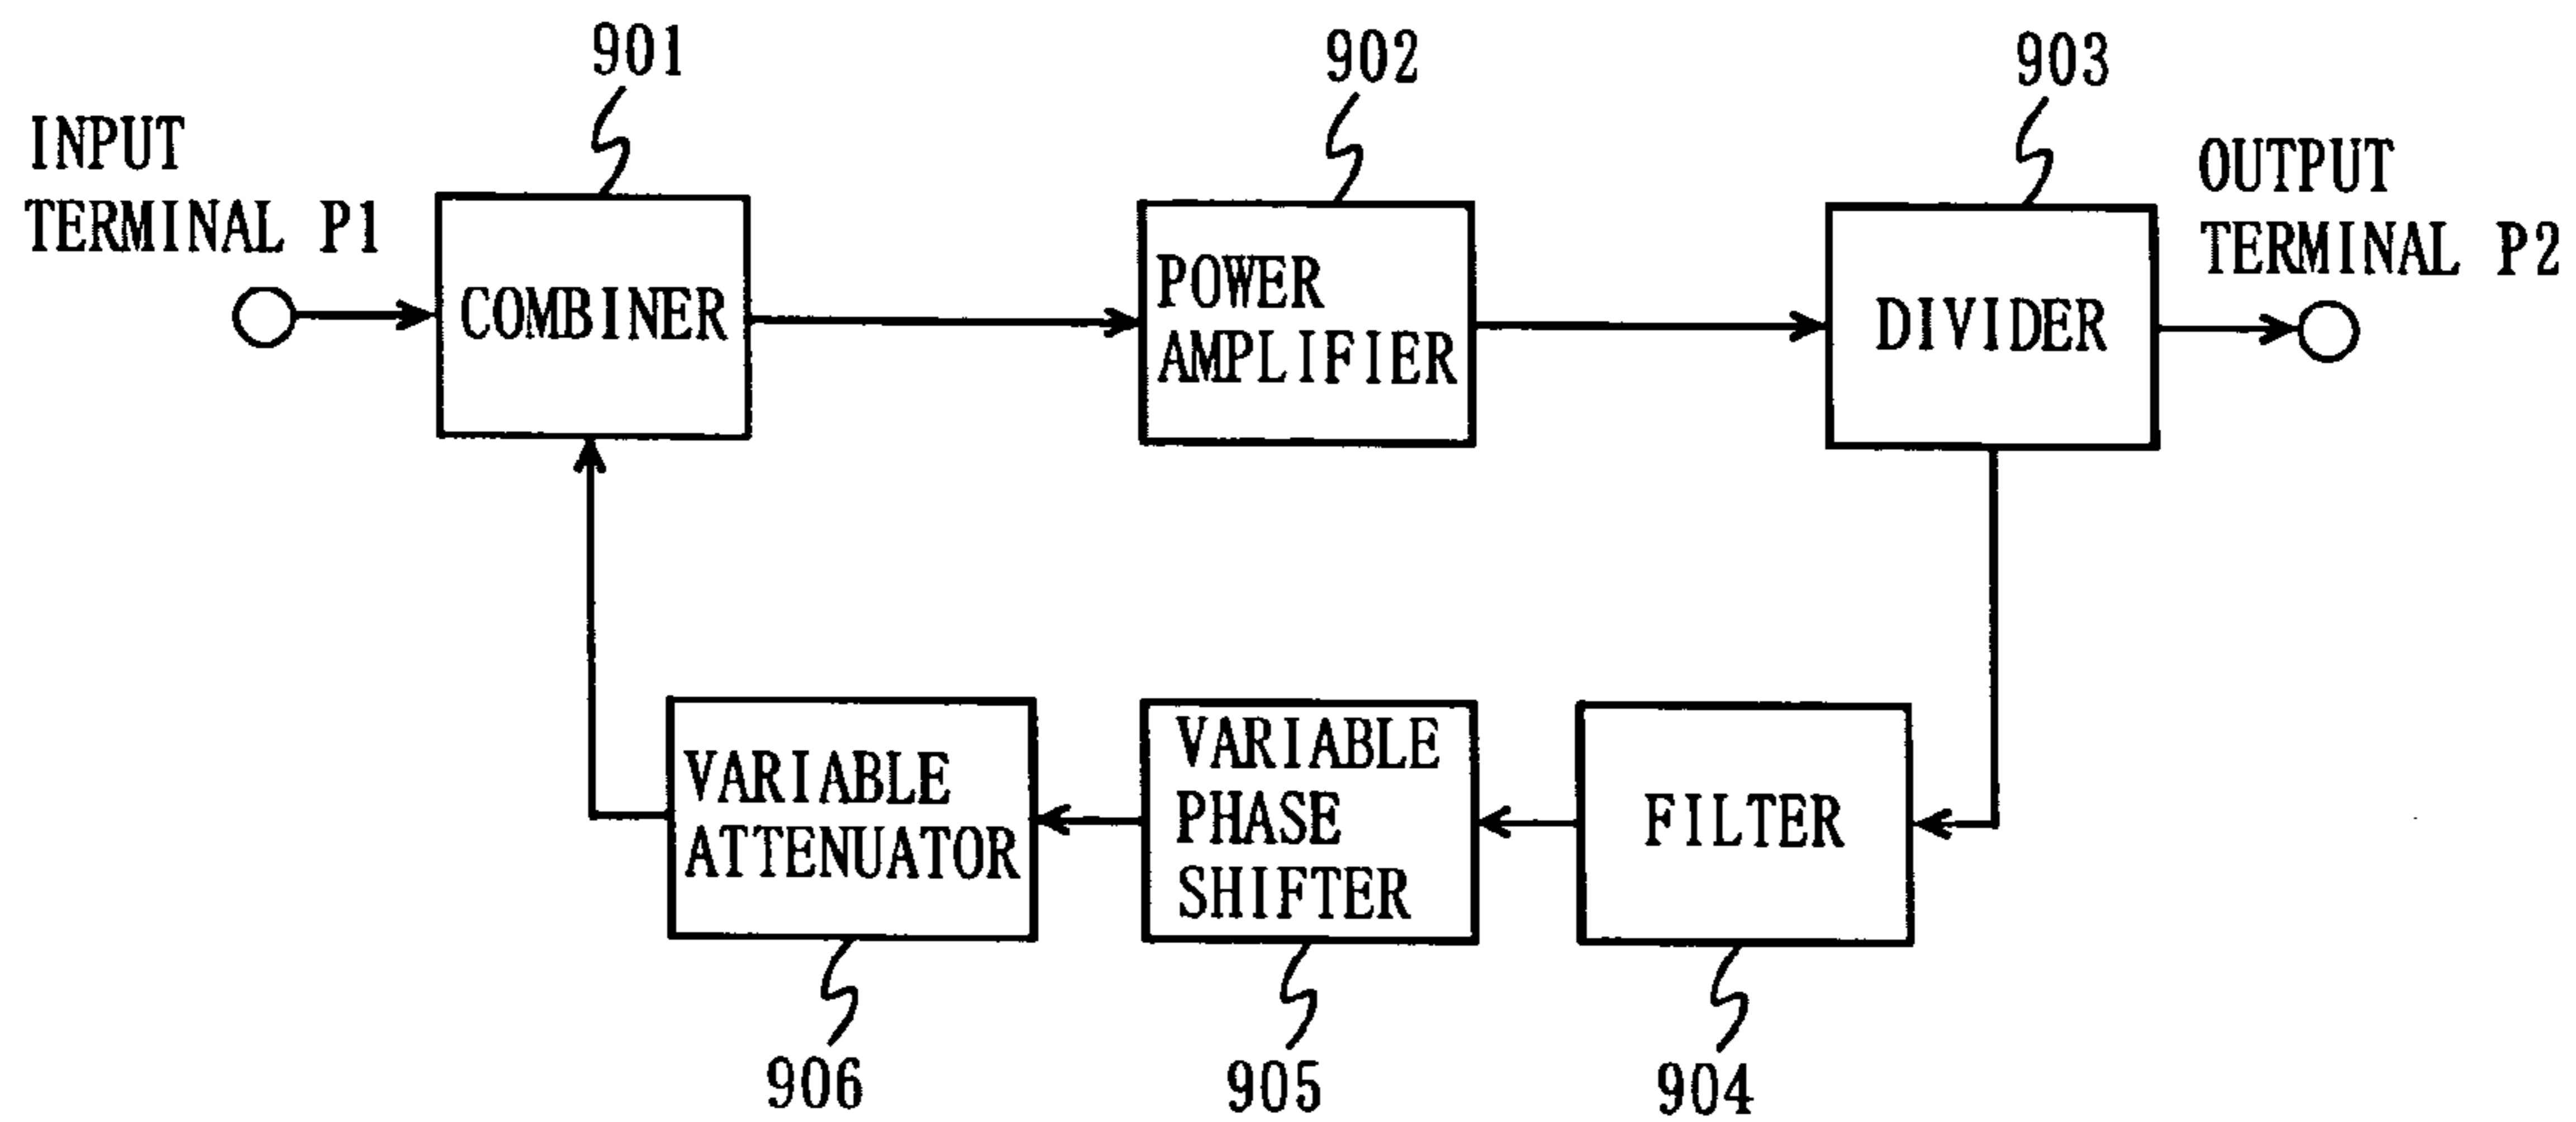 901
902
903
INPUT
TERMINAL P1
OUTPUT
TERMINAL P2
COMBINER
POWER
AMPLIFIER
DIVIDER
VARIABLE
ATTENUATOR
VARIABLE
PHASE
SHIFTER
FILTER
906
905
904